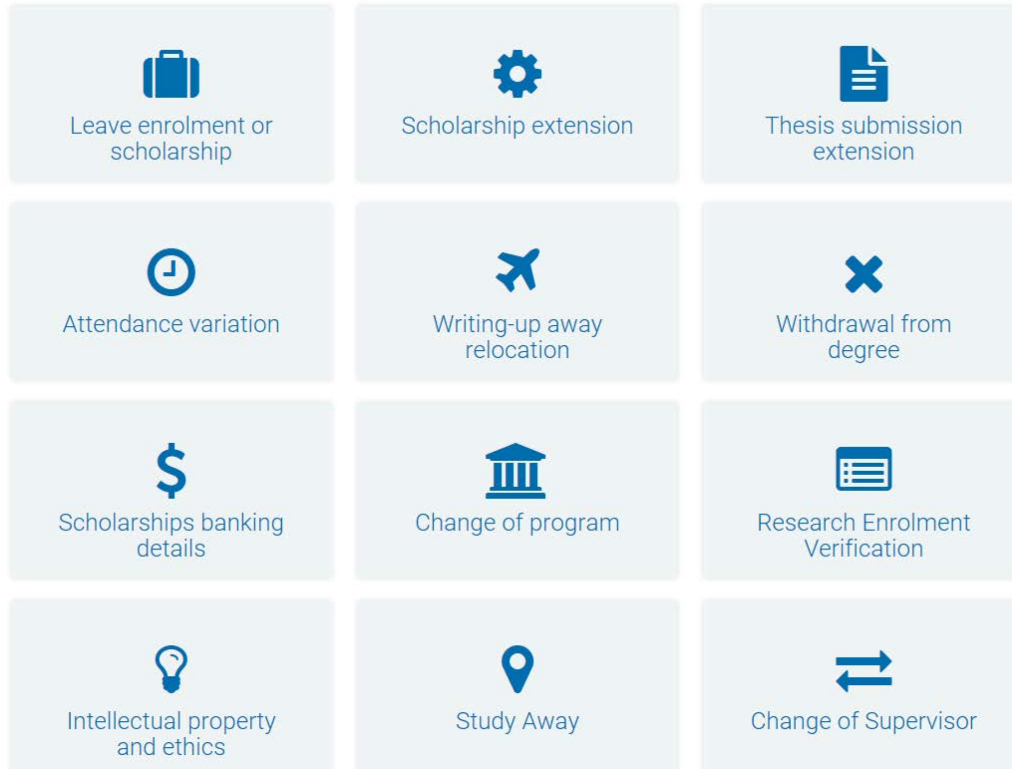 Leave enrolment or
scholarship
Scholarship extension
Thesis submission
extension
Attendance variation
Writing-up away
relocation
Withdrawal from
degree
$
Scholarships banking
details
Change of program
Research Enrolment
Verification
Intellectual property
and ethics
Study Away
Change of Supervisor